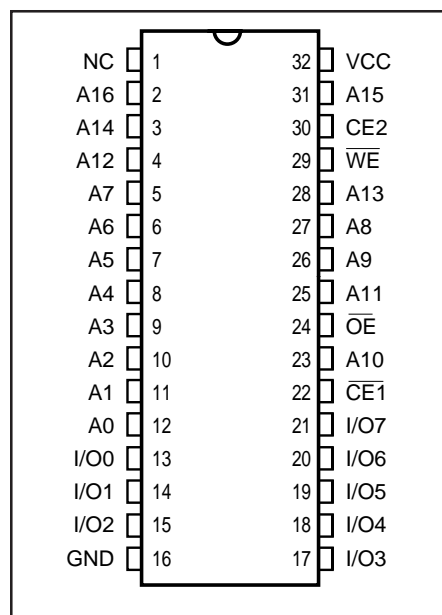 NC 1 32 VCC
A16 2 31 A15
A14 3 30 CE2
A12 4 29 W̅E̅
A7 5 28 A13
A6 6 27 A8
A5 7 26 A9
A4 8 25 A11
A3 9 24 O̅E̅
A2 10 23 A10
A1 11 22 C̅E̅1̅
A0 12 21 I/O7
I/O0 13 20 I/O6
I/O1 14 19 I/O5
I/O2 15 18 I/O4
GND 16 17 I/O3